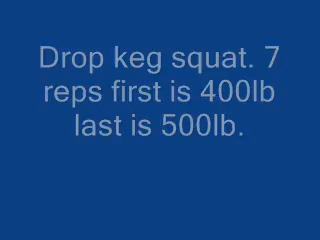 Drop keg squat. 7
reps first is 400lb
last is 500lb.